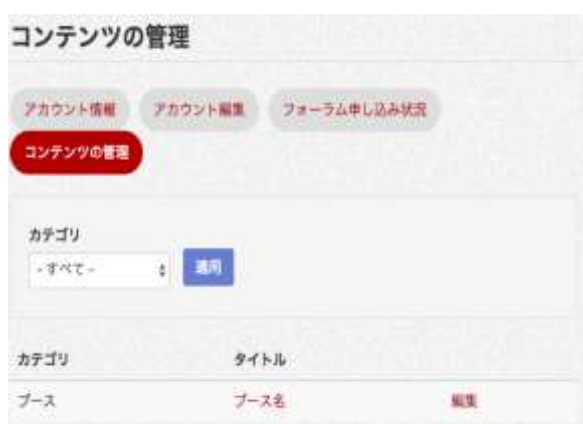 コンテンツの管理
アカウント情報 アカウント編集 フォーラム申し込み状況
コンテンツの管理
カテゴリ
- すべて - 適用
カテゴリ タイトル
ブース ブース名 編集